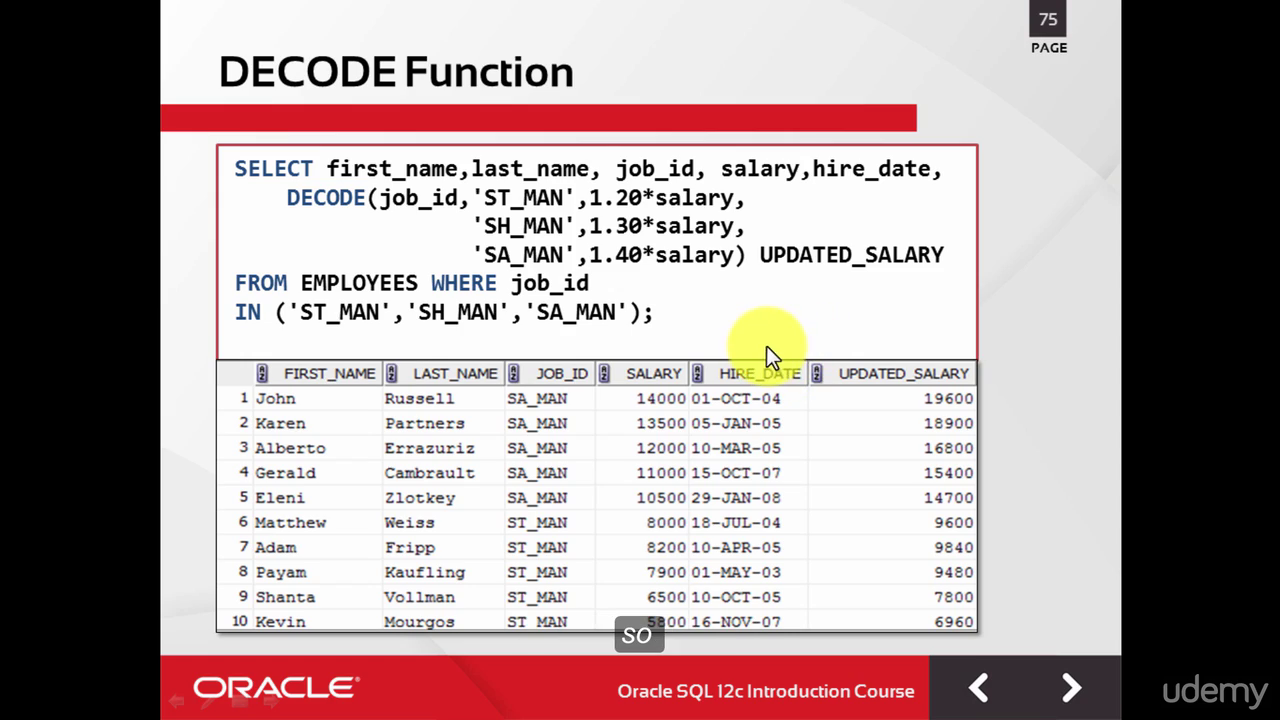 75
PAGE
DECODE Function
SELECT first_name,last_name, job_id, salary,hire_date,
DECODE(job_id,'ST_MAN',1.20*salary,
'SH_MAN',1.30*salary,
'SA_MAN',1.40*salary) UPDATED_SALARY
FROM EMPLOYEES WHERE job_id
IN ('ST_MAN','SH_MAN','SA_MAN');
FIRST_NAME LAST_NAME JOB_ID SALARY HIRE_DATE UPDATED_SALARY
1 John Russell SA_MAN 14000 01-OCT-04 19600
2 Karen Partners SA_MAN 13500 05-JAN-05 18900
3 Alberto Errazuriz SA_MAN 12000 10-MAR-05 16800
4 Gerald Cambrault SA_MAN 11000 15-OCT-07 15400
5 Eleni Zlotkey SA_MAN 10500 29-JAN-08 14700
6 Matthew Weiss ST_MAN 8000 18-JUL-04 9600
7 Adam Fripp ST_MAN 8200 10-APR-05 9840
8 Payam Kaufling ST_MAN 7900 01-MAY-03 9480
9 Shanta Vollman ST_MAN 6500 10-OCT-05 7800
10 Kevin Mourgos ST_MAN 5800 16-NOV-07 6960
SO
ORACLE®
Oracle SQL 12c Introduction Course
udemy